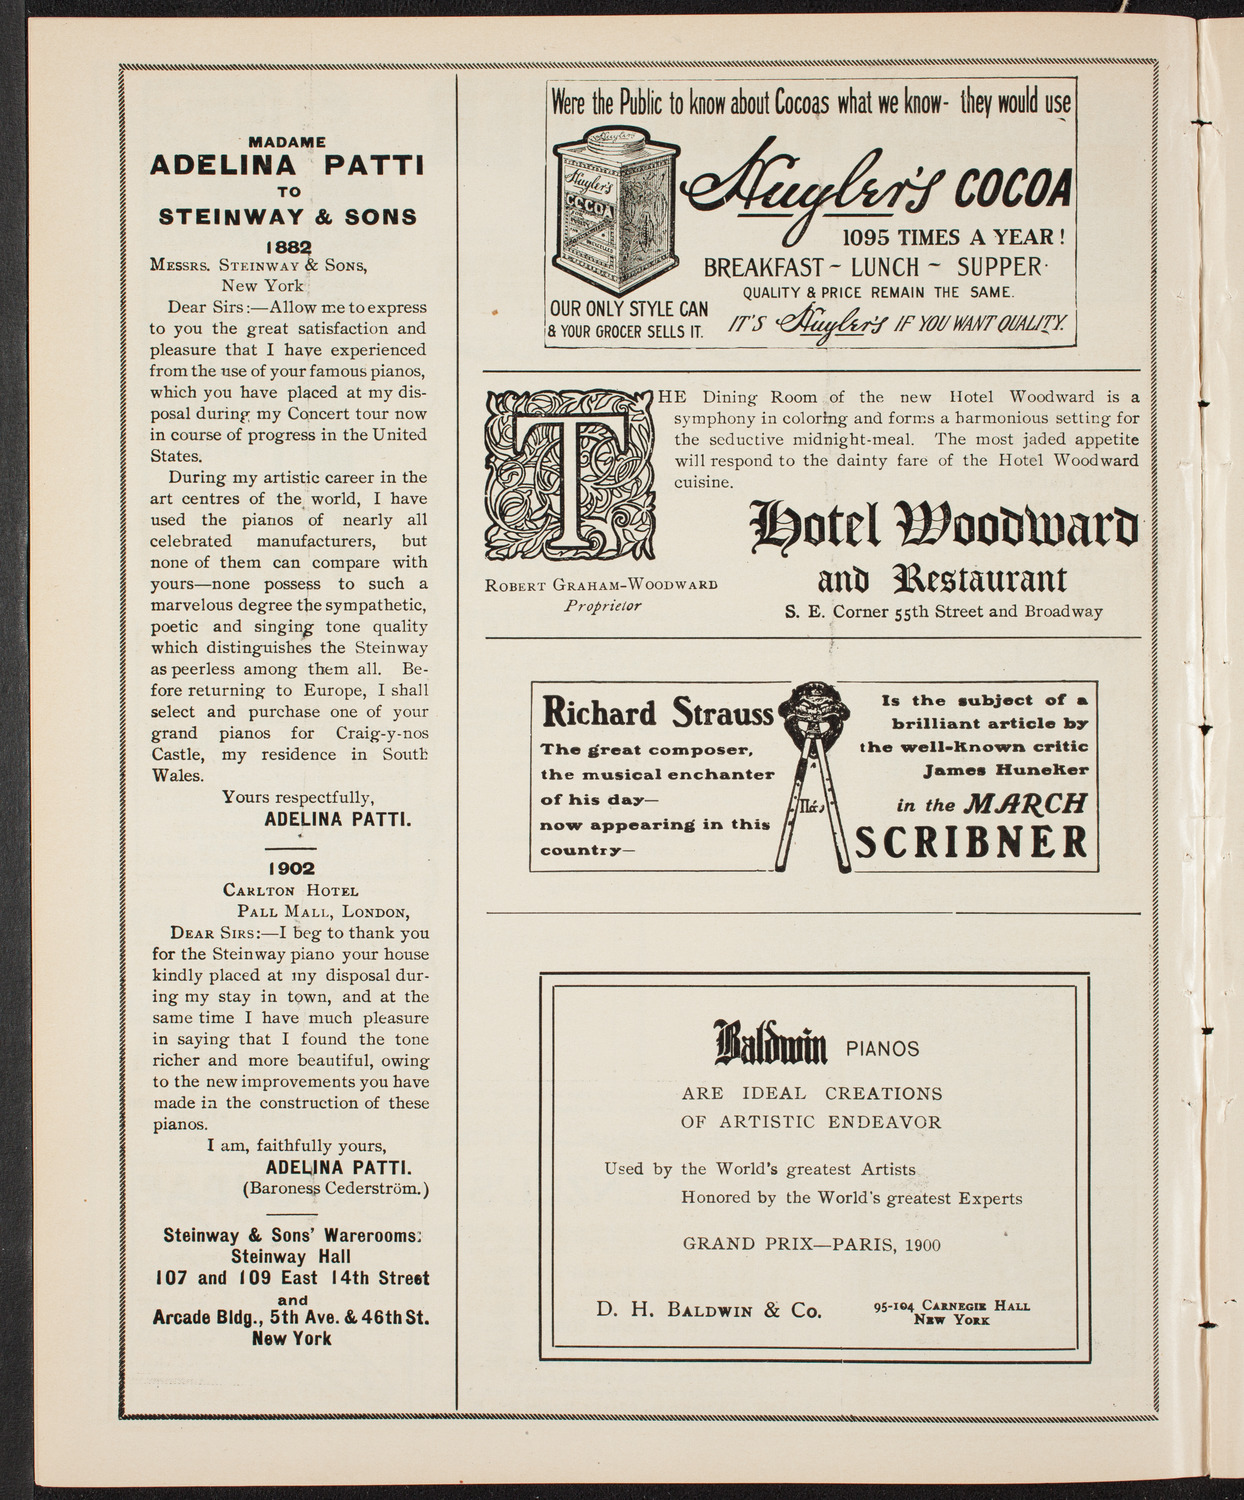 MADAME
ADELINA PATTI
TO
STEINWAY & SONS
1882
MESSRS. STEINWAY & SONS,
New York
Dear Sirs:—Allow me to express
to you the great satisfaction and
pleasure that I have experienced
from the use of your famous pianos,
which you have placed at my dis-
posal during my Concert tour now
in course of progress in the United
States.
During my artistic career in the
art centres of the world, I have
used the pianos of nearly all
celebrated manufacturers, but
none of them can compare with
yours—none possess to such a
marvelous degree the sympathetic,
poetic and singing tone quality
which distinguishes the Steinway
as peerless among them all. Be-
fore returning to Europe, I shall
select and purchase one of your
grand pianos for Craig-y-nos
Castle, my residence in South
Wales.
Yours respectfully,
ADELINA PATTI.
1902
CARLTON HOTEL
PALL MALL, LONDON,
DEAR SIRS:—I beg to thank you
for the Steinway piano your house
kindly placed at my disposal dur-
ing my stay in town, and at the
same time I have much pleasure
in saying that I found the tone
richer and more beautiful, owing
to the new improvements you have
made in the construction of these
pianos.
I am, faithfully yours,
ADELINA PATTI.
(Baroness Cederström.)
Steinway & Sons' Warerooms:
Steinway Hall
107 and 109 East 14th Street
and
Arcade Bldg., 5th Ave. & 46th St.
New York
Were the Public to know about Cocoas what we know- they would use
Huyler's
Huyler's
COCOA
Huyler's COCOA
1095 TIMES A YEAR!
BREAKFAST ~ LUNCH ~ SUPPER.
QUALITY & PRICE REMAIN THE SAME.
OUR ONLY STYLE CAN
& YOUR GROCER SELLS IT.
IT'S Huyler's IF YOU WANT QUALITY.
THE Dining Room of the new Hotel Woodward is a
symphony in coloring and forms a harmonious setting for
the seductive midnight-meal. The most jaded appetite
will respond to the dainty fare of the Hotel Woodward
cuisine.
Hotel Woodward
and Restaurant
S. E. Corner 55th Street and Broadway
ROBERT GRAHAM-WOODWARD
Proprietor
Richard Strauss
The great composer,
the musical enchanter
of his day—
now appearing in this
country—
Is the subject of a
brilliant article by
the well-known critic
James Huneker
in the MARCH
SCRIBNER
Baldwin PIANOS
ARE IDEAL CREATIONS
OF ARTISTIC ENDEAVOR
Used by the World's greatest Artists
Honored by the World's greatest Experts
GRAND PRIX—PARIS, 1900
D. H. BALDWIN & CO.
95-104 CARNEGIE HALL
NEW YORK